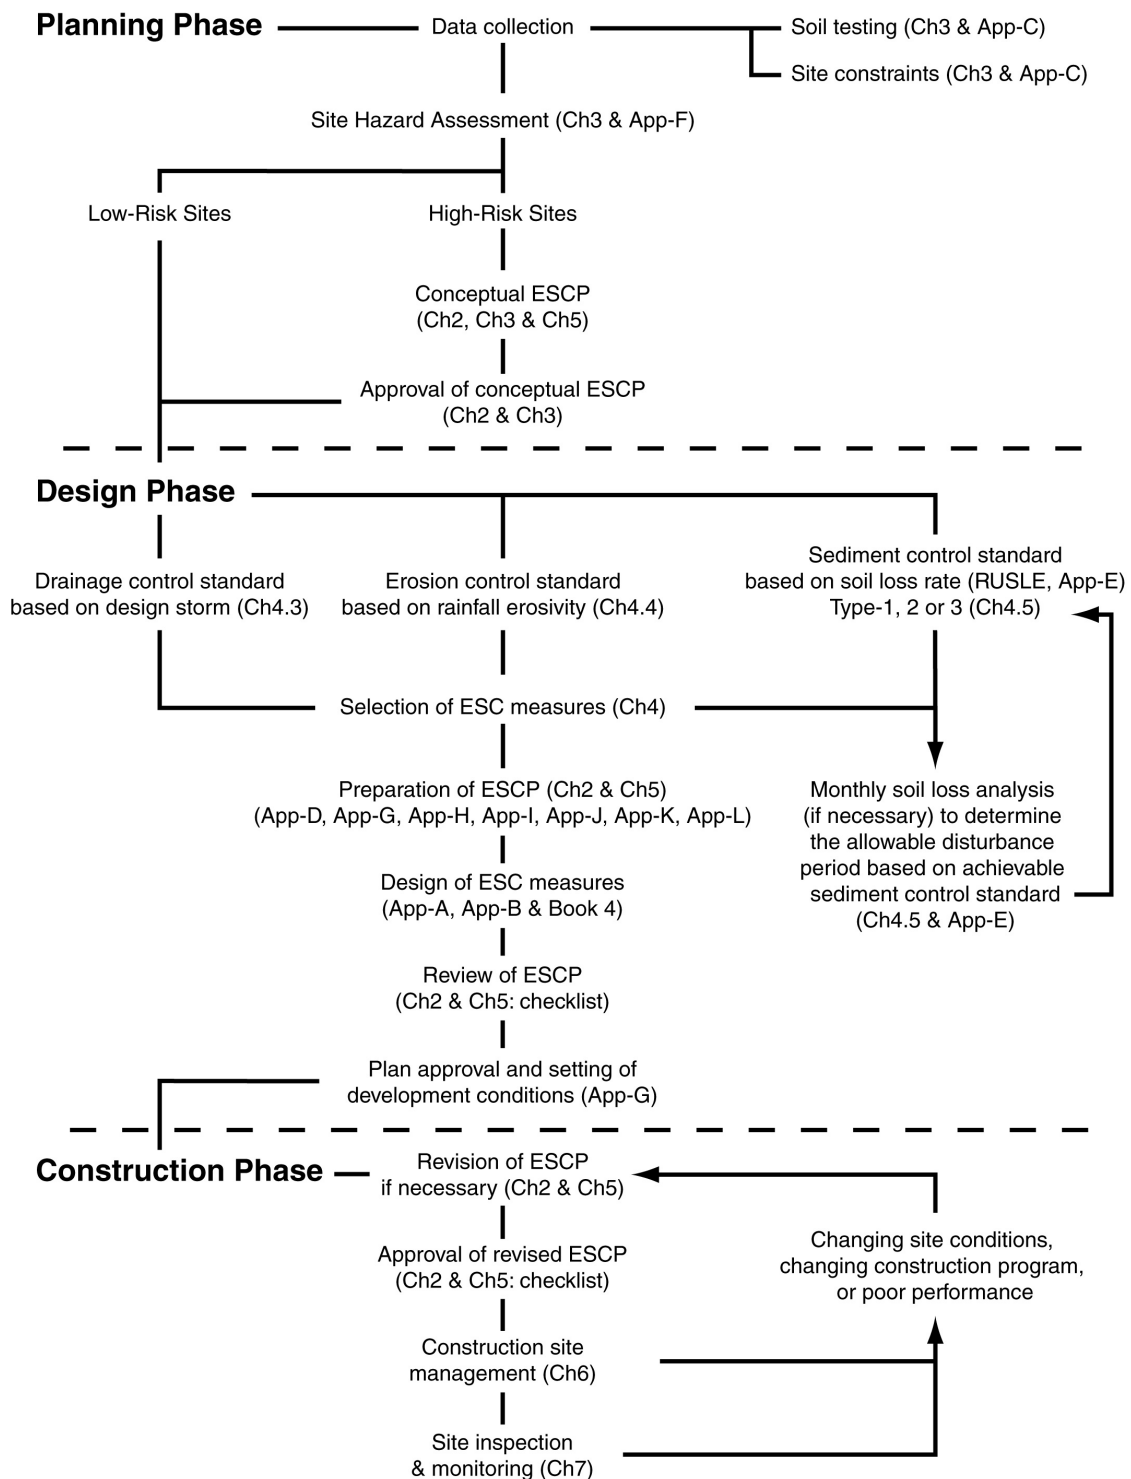 Planning Phase
Data collection
Soil testing (Ch3 & App-C)
Site constraints (Ch3 & App-C)
Site Hazard Assessment (Ch3 & App-F)
Low-Risk Sites
High-Risk Sites
Conceptual ESCP
(Ch2, Ch3 & Ch5)
Approval of conceptual ESCP
(Ch2 & Ch3)
Design Phase
Drainage control standard
based on design storm (Ch4.3)
Erosion control standard
based on rainfall erosivity (Ch4.4)
Sediment control standard
based on soil loss rate (RUSLE, App-E)
Type-1, 2 or 3 (Ch4.5)
Selection of ESC measures (Ch4)
Preparation of ESCP (Ch2 & Ch5)
(App-D, App-G, App-H, App-I, App-J, App-K, App-L)
Monthly soil loss analysis
(if necessary) to determine
the allowable disturbance
period based on achievable
sediment control standard
(Ch4.5 & App-E)
Design of ESC measures
(App-A, App-B & Book 4)
Review of ESCP
(Ch2 & Ch5: checklist)
Plan approval and setting of
development conditions (App-G)
Construction Phase
Revision of ESCP
if necessary (Ch2 & Ch5)
Approval of revised ESCP
(Ch2 & Ch5: checklist)
Changing site conditions,
changing construction program,
or poor performance
Construction site
management (Ch6)
Site inspection
& monitoring (Ch7)